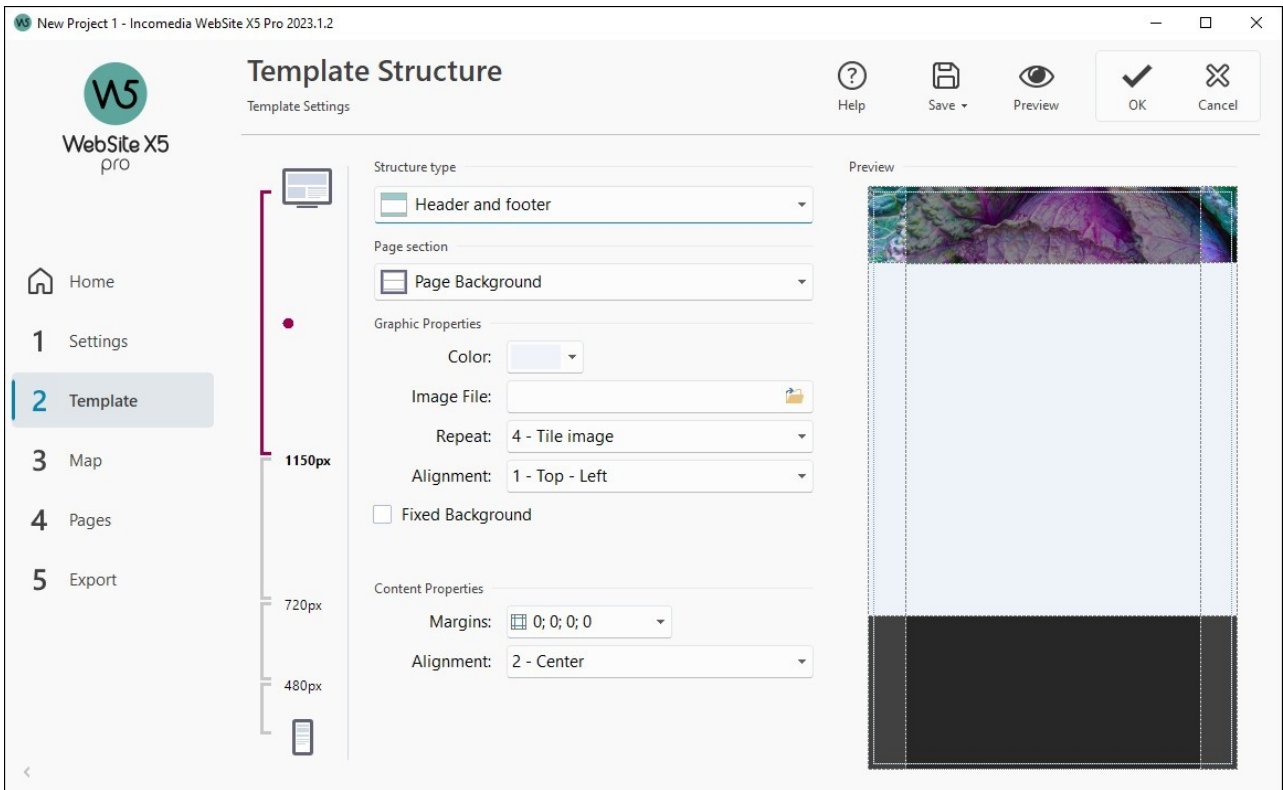 New Project 1 - Incomedia WebSite X5 Pro 2023.1.2
W5
WebSite X5
pro
Template Structure
Template Settings
Help
Save
Preview
OK
Cancel
Home
1 Settings
2 Template
3 Map
4 Pages
5 Export
1150px
720px
480px
Structure type
Header and footer
Page section
Page Background
Graphic Properties
Color:
Image File:
Repeat: 4 - Tile image
Alignment: 1 - Top - Left
Fixed Background
Content Properties
Margins: 0; 0; 0; 0
Alignment: 2 - Center
Preview